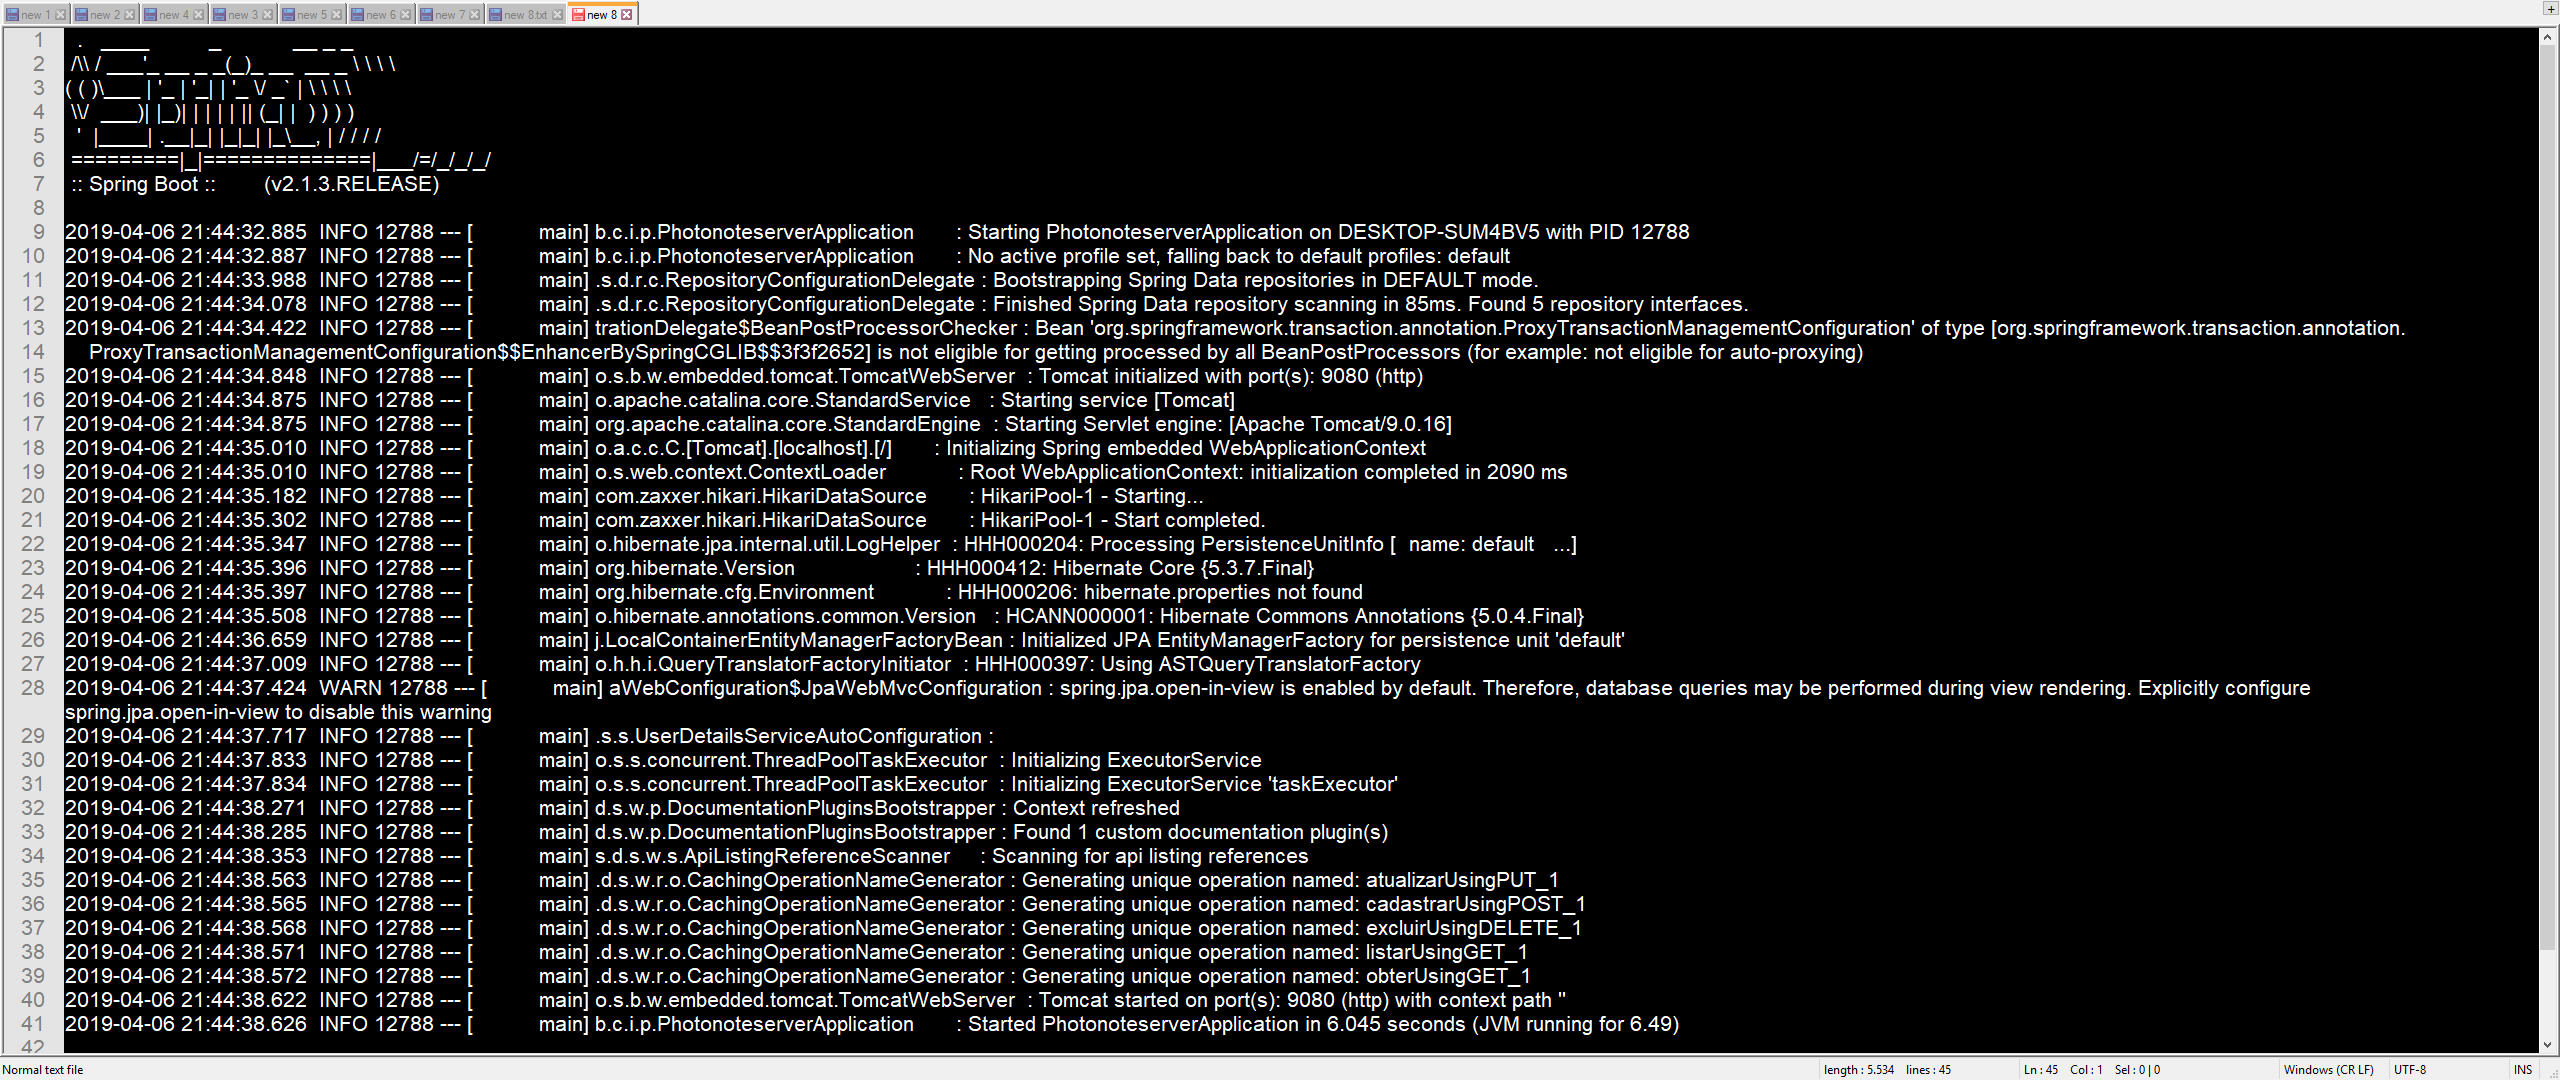 new 1 new 2 new 4 new 3 new 5 new 6 new 7 new 8.txt new 8
1   .   ____          _            __ _ _
2  /\\ / ___'_ __ _ _(_)_ __  __ _ \ \ \ \
3 ( ( )\___ | '_ | '_| | '_ \/ _` | \ \ \ \
4  \\/  ___)| |_)| | | | | || (_| |  ) ) ) )
5   '  |____| .__|_| |_|_| |_\__, | / / / /
6  =========|_|==============|___/=/_/_/_/
7  :: Spring Boot ::        (v2.1.3.RELEASE)
8
9 2019-04-06 21:44:32.885  INFO 12788 --- [           main] b.c.i.p.PhotonoteserverApplication       : Starting PhotonoteserverApplication on DESKTOP-SUM4BV5 with PID 12788
10 2019-04-06 21:44:32.887  INFO 12788 --- [           main] b.c.i.p.PhotonoteserverApplication       : No active profile set, falling back to default profiles: default
11 2019-04-06 21:44:33.988  INFO 12788 --- [           main] .s.d.r.c.RepositoryConfigurationDelegate : Bootstrapping Spring Data repositories in DEFAULT mode.
12 2019-04-06 21:44:34.078  INFO 12788 --- [           main] .s.d.r.c.RepositoryConfigurationDelegate : Finished Spring Data repository scanning in 85ms. Found 5 repository interfaces.
13 2019-04-06 21:44:34.422  INFO 12788 --- [           main] trationDelegate$BeanPostProcessorChecker : Bean 'org.springframework.transaction.annotation.ProxyTransactionManagementConfiguration' of type [org.springframework.transaction.annotation.
14     ProxyTransactionManagementConfiguration$$EnhancerBySpringCGLIB$$3f3f2652] is not eligible for getting processed by all BeanPostProcessors (for example: not eligible for auto-proxying)
15 2019-04-06 21:44:34.848  INFO 12788 --- [           main] o.s.b.w.embedded.tomcat.TomcatWebServer  : Tomcat initialized with port(s): 9080 (http)
16 2019-04-06 21:44:34.875  INFO 12788 --- [           main] o.apache.catalina.core.StandardService   : Starting service [Tomcat]
17 2019-04-06 21:44:34.875  INFO 12788 --- [           main] org.apache.catalina.core.StandardEngine  : Starting Servlet engine: [Apache Tomcat/9.0.16]
18 2019-04-06 21:44:35.010  INFO 12788 --- [           main] o.a.c.c.C.[Tomcat].[localhost].[/]       : Initializing Spring embedded WebApplicationContext
19 2019-04-06 21:44:35.010  INFO 12788 --- [           main] o.s.web.context.ContextLoader            : Root WebApplicationContext: initialization completed in 2090 ms
20 2019-04-06 21:44:35.182  INFO 12788 --- [           main] com.zaxxer.hikari.HikariDataSource       : HikariPool-1 - Starting...
21 2019-04-06 21:44:35.302  INFO 12788 --- [           main] com.zaxxer.hikari.HikariDataSource       : HikariPool-1 - Start completed.
22 2019-04-06 21:44:35.347  INFO 12788 --- [           main] o.hibernate.jpa.internal.util.LogHelper  : HHH000204: Processing PersistenceUnitInfo [  name: default   ...]
23 2019-04-06 21:44:35.396  INFO 12788 --- [           main] org.hibernate.Version                    : HHH000412: Hibernate Core {5.3.7.Final}
24 2019-04-06 21:44:35.397  INFO 12788 --- [           main] org.hibernate.cfg.Environment            : HHH000206: hibernate.properties not found
25 2019-04-06 21:44:35.508  INFO 12788 --- [           main] o.hibernate.annotations.common.Version   : HCANN000001: Hibernate Commons Annotations {5.0.4.Final}
26 2019-04-06 21:44:36.659  INFO 12788 --- [           main] j.LocalContainerEntityManagerFactoryBean : Initialized JPA EntityManagerFactory for persistence unit 'default'
27 2019-04-06 21:44:37.009  INFO 12788 --- [           main] o.h.h.i.QueryTranslatorFactoryInitiator  : HHH000397: Using ASTQueryTranslatorFactory
28 2019-04-06 21:44:37.424  WARN 12788 --- [           main] aWebConfiguration$JpaWebMvcConfiguration : spring.jpa.open-in-view is enabled by default. Therefore, database queries may be performed during view rendering. Explicitly configure
spring.jpa.open-in-view to disable this warning
29 2019-04-06 21:44:37.717  INFO 12788 --- [           main] .s.s.UserDetailsServiceAutoConfiguration :
30 2019-04-06 21:44:37.833  INFO 12788 --- [           main] o.s.s.concurrent.ThreadPoolTaskExecutor  : Initializing ExecutorService
31 2019-04-06 21:44:37.834  INFO 12788 --- [           main] o.s.s.concurrent.ThreadPoolTaskExecutor  : Initializing ExecutorService 'taskExecutor'
32 2019-04-06 21:44:38.271  INFO 12788 --- [           main] d.s.w.p.DocumentationPluginsBootstrapper : Context refreshed
33 2019-04-06 21:44:38.285  INFO 12788 --- [           main] d.s.w.p.DocumentationPluginsBootstrapper : Found 1 custom documentation plugin(s)
34 2019-04-06 21:44:38.353  INFO 12788 --- [           main] s.d.s.w.s.ApiListingReferenceScanner     : Scanning for api listing references
35 2019-04-06 21:44:38.563  INFO 12788 --- [           main] .d.s.w.r.o.CachingOperationNameGenerator : Generating unique operation named: atualizarUsingPUT_1
36 2019-04-06 21:44:38.565  INFO 12788 --- [           main] .d.s.w.r.o.CachingOperationNameGenerator : Generating unique operation named: cadastrarUsingPOST_1
37 2019-04-06 21:44:38.568  INFO 12788 --- [           main] .d.s.w.r.o.CachingOperationNameGenerator : Generating unique operation named: excluirUsingDELETE_1
38 2019-04-06 21:44:38.571  INFO 12788 --- [           main] .d.s.w.r.o.CachingOperationNameGenerator : Generating unique operation named: listarUsingGET_1
39 2019-04-06 21:44:38.572  INFO 12788 --- [           main] .d.s.w.r.o.CachingOperationNameGenerator : Generating unique operation named: obterUsingGET_1
40 2019-04-06 21:44:38.622  INFO 12788 --- [           main] o.s.b.w.embedded.tomcat.TomcatWebServer  : Tomcat started on port(s): 9080 (http) with context path ''
41 2019-04-06 21:44:38.626  INFO 12788 --- [           main] b.c.i.p.PhotonoteserverApplication       : Started PhotonoteserverApplication in 6.045 seconds (JVM running for 6.49)
42
Normal text file length : 5.534 lines : 45 Ln : 45 Col : 1 Sel : 0 | 0 Windows (CR LF) UTF-8 INS